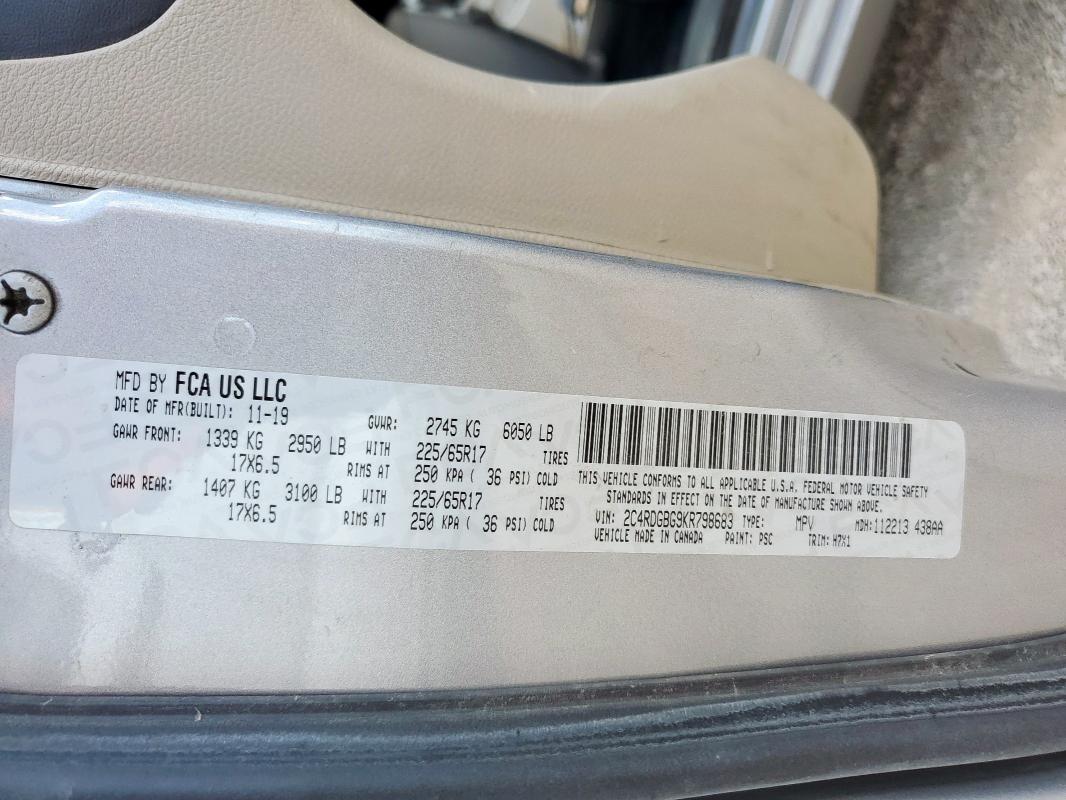 MFD BY FCA US LLC
DATE OF MFR(BUILT): 11-19 GVWR: 2745 KG 6050 LB
GAWR FRONT: 1339 KG 2950 LB WITH 225/65R17 TIRES
17X6.5 RIMS AT 250 KPA ( 36 PSI) COLD
GAWR REAR: 1407 KG 3100 LB WITH 225/65R17 TIRES
17X6.5 RIMS AT 250 KPA ( 36 PSI) COLD
THIS VEHICLE CONFORMS TO ALL APPLICABLE U.S.A. FEDERAL MOTOR VEHICLE SAFETY
STANDARDS IN EFFECT ON THE DATE OF MANUFACTURE SHOWN ABOVE.
VIN: 2C4RDGBG9KR798683 TYPE: MPV MDH:112213 438AA
VEHICLE MADE IN CANADA PAINT: PSC TRIM: H7X1